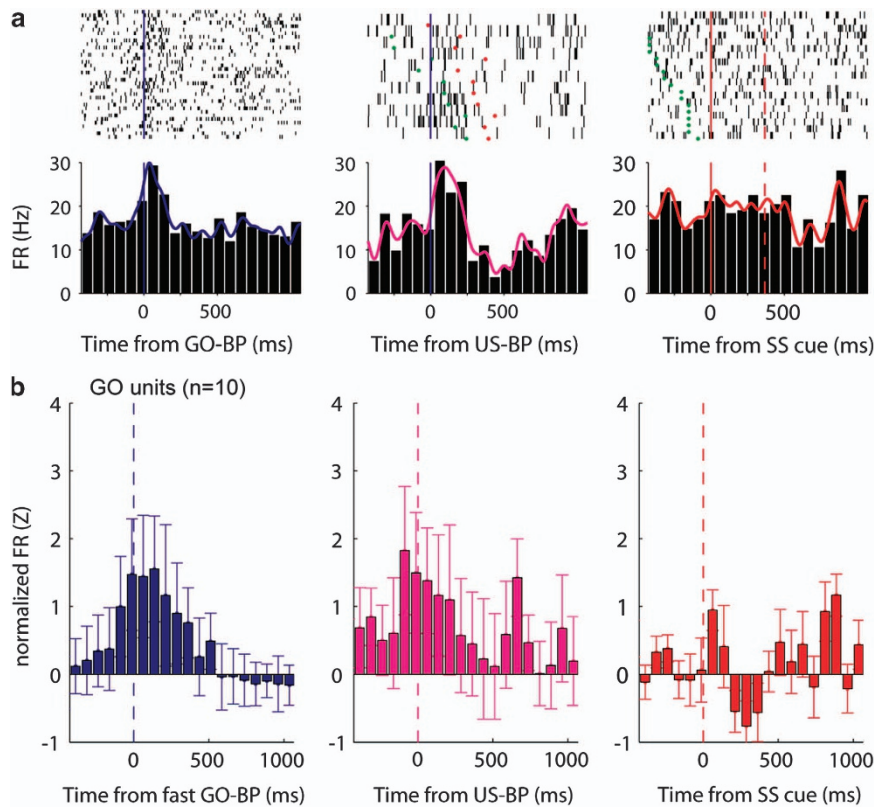 a
30
20
10
0
FR (Hz)
0 500
Time from GO-BP (ms)
30
20
10
0
0 500
Time from US-BP (ms)
30
20
10
0
0 500
Time from SS cue (ms)
b
GO units (n=10)
4
3
2
1
0
-1
normalized FR (Z)
0 500 1000
Time from fast GO-BP (ms)
4
3
2
1
0
-1
0 500 1000
Time from US-BP (ms)
4
3
2
1
0
-1
0 500 1000
Time from SS cue (ms)